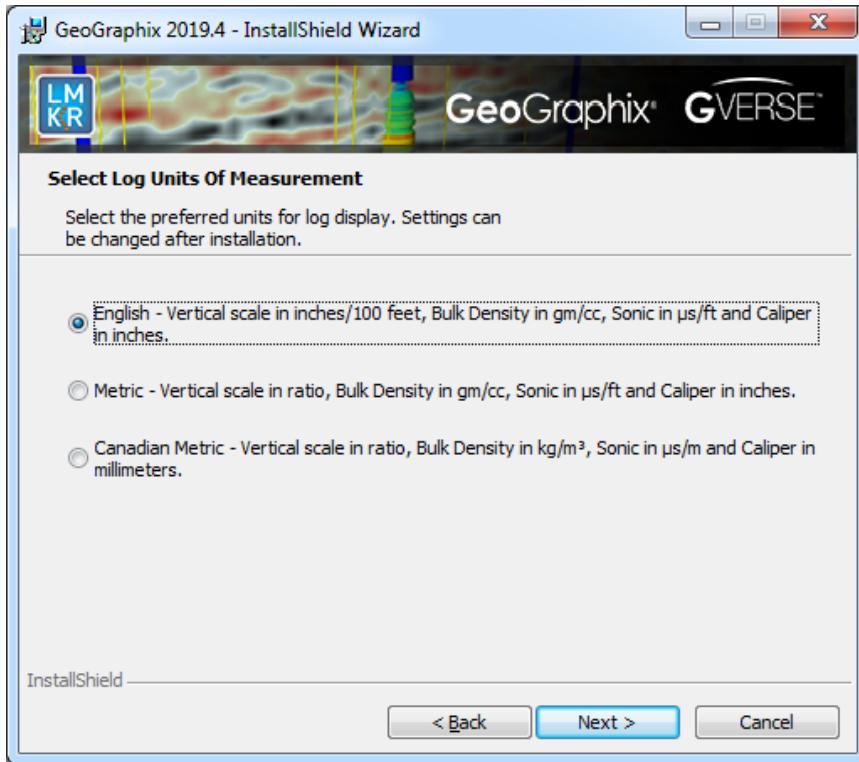 GeoGraphix 2019.4 - InstallShield Wizard
LM
KR
GeoGraphix® GVERSE™
Select Log Units Of Measurement
Select the preferred units for log display. Settings can
be changed after installation.
English - Vertical scale in inches/100 feet, Bulk Density in gm/cc, Sonic in µs/ft and Caliper
in inches.
Metric - Vertical scale in ratio, Bulk Density in gm/cc, Sonic in µs/ft and Caliper in inches.
Canadian Metric - Vertical scale in ratio, Bulk Density in kg/m³, Sonic in µs/m and Caliper in
millimeters.
InstallShield
< Back Next > Cancel